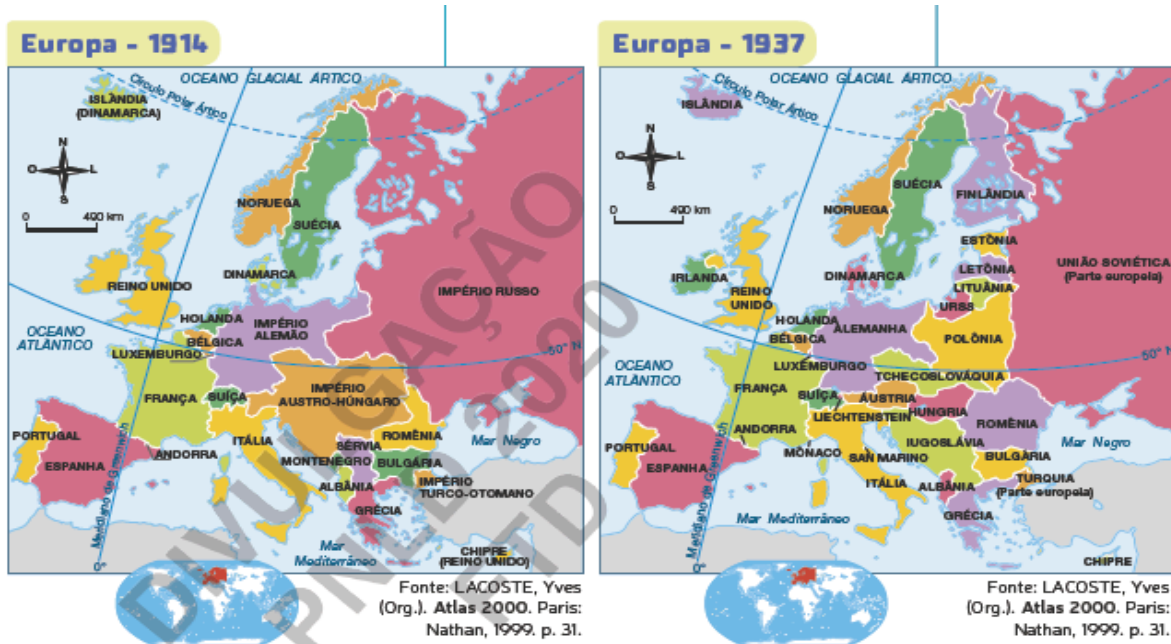 Europa - 1914
OCEANO GLACIAL ÁRTICO
Círculo Polar Ártico
ISLÂNDIA
(DINAMARCA)
N
O
L
S
0
490 km
NORUEGA
SUÉCIA
DINAMARCA
REINO UNIDO
IMPÉRIO RUSSO
HOLANDA
IMPÉRIO
ALEMÃO
BÉLGICA
OCEANO
ATLÂNTICO
LUXEMBURGO
50° N
IMPÉRIO
AUSTRO-HÚNGARO
FRANÇA
SUÍÇA
PORTUGAL
ITÁLIA
ROMÊNIA
Mar Negro
SÉRVIA
ESPANHA
ANDORRA
MONTENEGRO
BULGÁRIA
ALBÂNIA
IMPÉRIO
TURCO-OTOMANO
GRÉCIA
Meridiano de Greenwich
0°
Mar
Mediterrâneo
CHIPRE
(REINO UNIDO)
Fonte: LACOSTE, Yves
(Org.). Atlas 2000. Paris:
Nathan, 1999. p. 31.
Europa - 1937
OCEANO GLACIAL ÁRTICO
Círculo Polar Ártico
ISLÂNDIA
N
O
L
S
0
490 km
SUÉCIA
FINLÂNDIA
NORUEGA
ESTÔNIA
UNIÃO SOVIÉTICA
(Parte europeia)
LETÔNIA
IRLANDA
DINAMARCA
LITUÂNIA
REINO
UNIDO
URSS
HOLANDA
ALEMANHA
BÉLGICA
POLÔNIA
OCEANO
ATLÂNTICO
LUXEMBURGO
50° N
TCHECOSLOVÁQUIA
FRANÇA
SUÍÇA
ÁUSTRIA
HUNGRIA
LIECHTENSTEIN
ROMÊNIA
ANDORRA
PORTUGAL
IUGOSLÁVIA
Mar Negro
MÔNACO
SAN MARINO
BULGÁRIA
ESPANHA
ITÁLIA
ALBÂNIA
TURQUIA
(Parte europeia)
GRÉCIA
Meridiano de Greenwich
0°
Mar Mediterrâneo
CHIPRE
Fonte: LACOSTE, Yves
(Org.). Atlas 2000. Paris:
Nathan, 1999. p. 31.
DIVULGAÇÃO
PNLD 2020
FTD